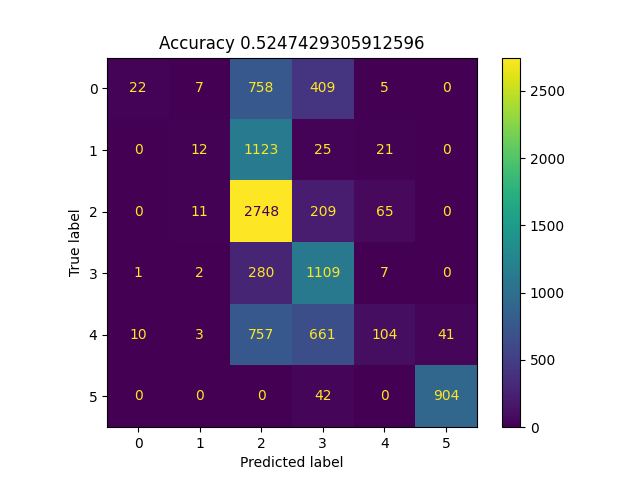 Accuracy 0.5247429305912596
0 22 7 758 409 5 0
1 0 12 1123 25 21 0
2 0 11 2748 209 65 0
3 1 2 280 1109 7 0
4 10 3 757 661 104 41
5 0 0 0 42 0 904
0 1 2 3 4 5
Predicted label
True label
2500
2000
1500
1000
500
0